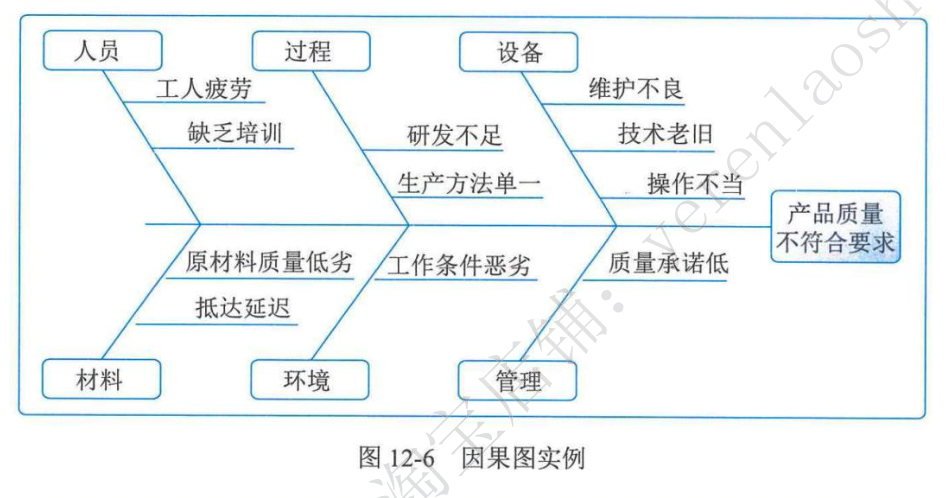 人员
过程
设备
工人疲劳
维护不良
缺乏培训
研发不足
技术老旧
生产方法单一
操作不当
产品质量
不符合要求
原材料质量低劣
工作条件恶劣
质量承诺低
抵达延迟
材料
环境
管理
图 12-6 因果图实例
淘宝店铺：yerenlaosh